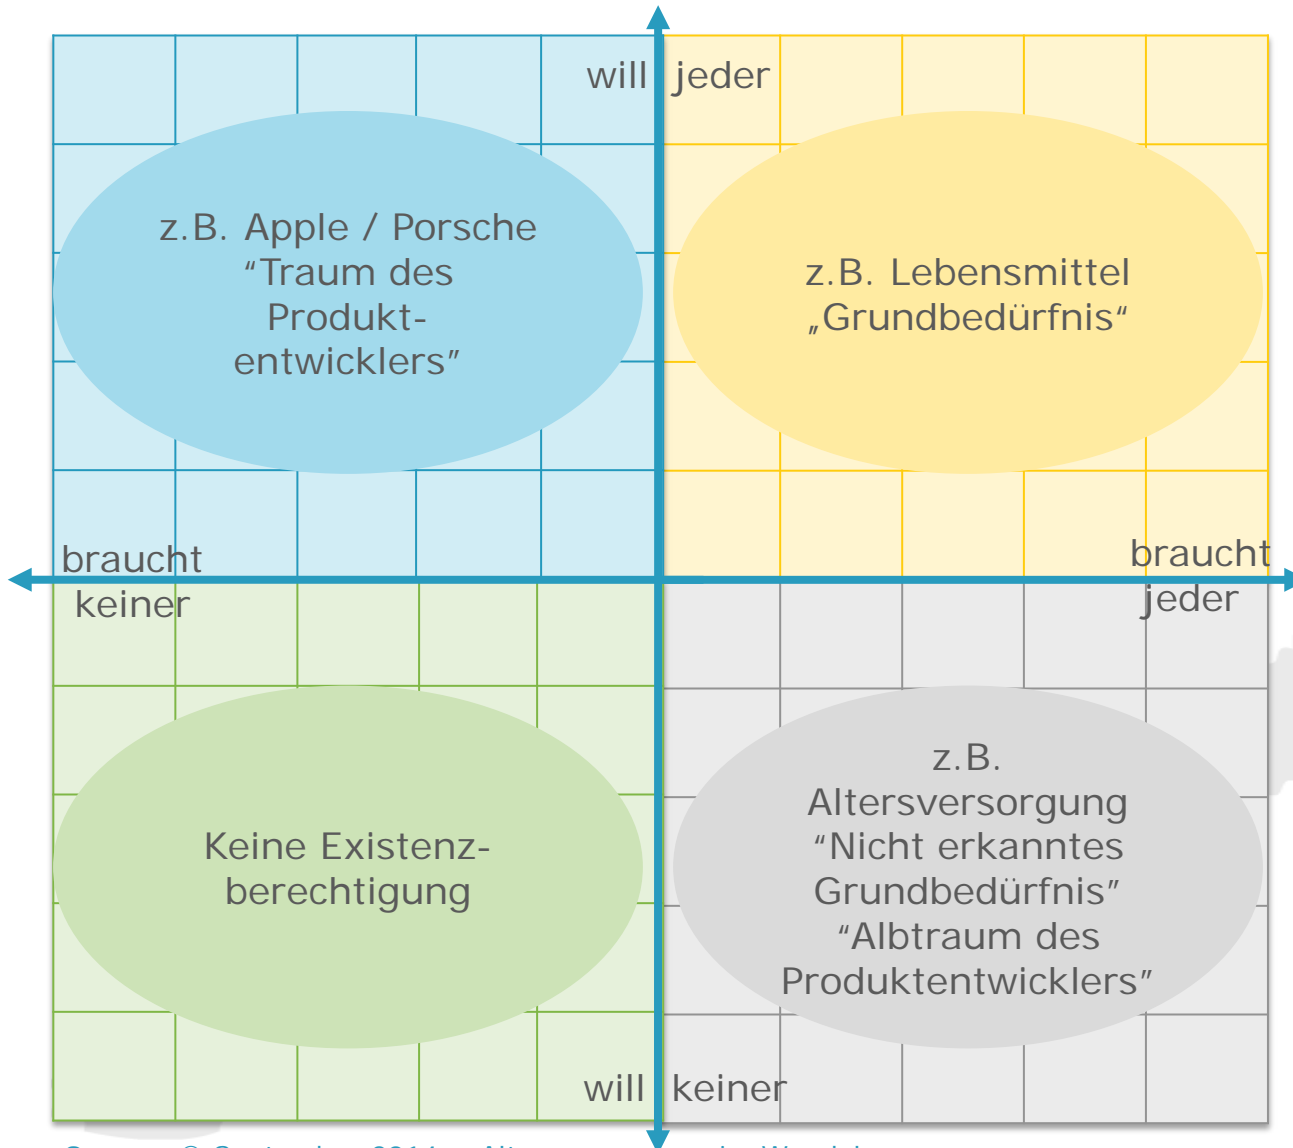 will jeder
z.B. Apple / Porsche
“Traum des
Produkt-
entwicklers”
z.B. Lebensmittel
„Grundbedürfnis“
braucht
keiner
braucht
jeder
Keine Existenz-
berechtigung
z.B.
Altersversorgung
“Nicht erkanntes
Grundbedürfnis”
“Albtraum des
Produktentwicklers”
will keiner